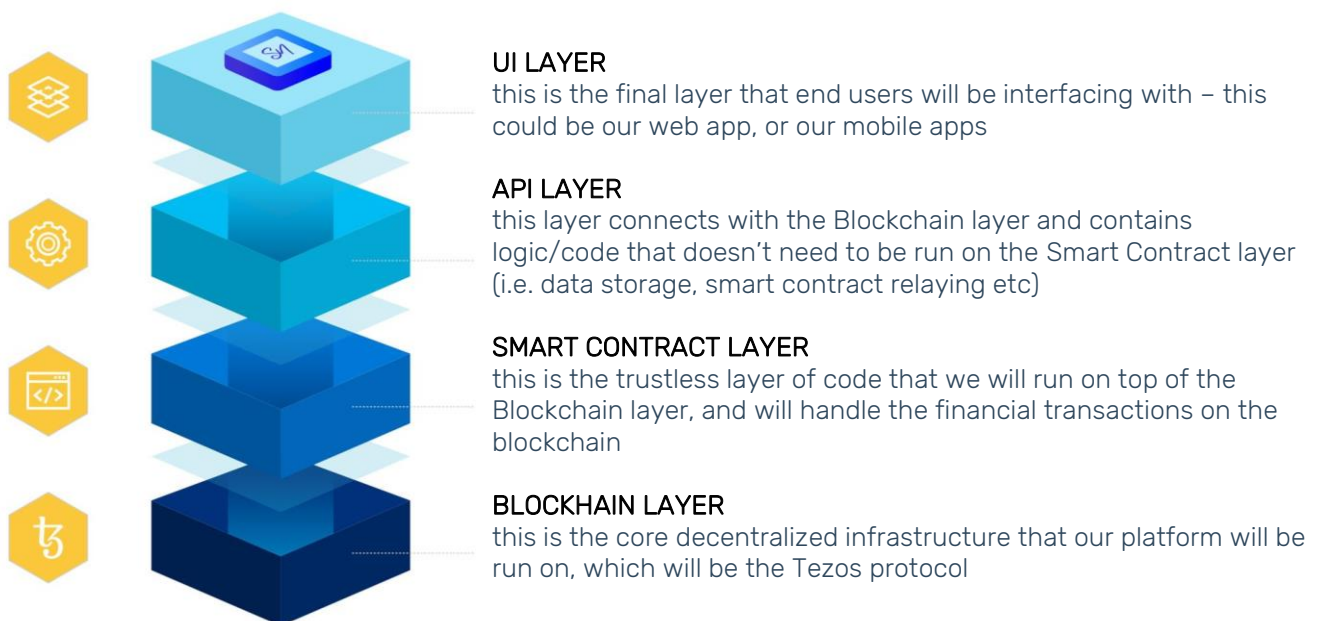 UI LAYER
this is the final layer that end users will be interfacing with – this
could be our web app, or our mobile apps
API LAYER
this layer connects with the Blockchain layer and contains
logic/code that doesn’t need to be run on the Smart Contract layer
(i.e. data storage, smart contract relaying etc)
SMART CONTRACT LAYER
this is the trustless layer of code that we will run on top of the
Blockchain layer, and will handle the financial transactions on the
blockchain
BLOCKHAIN LAYER
this is the core decentralized infrastructure that our platform will be
run on, which will be the Tezos protocol